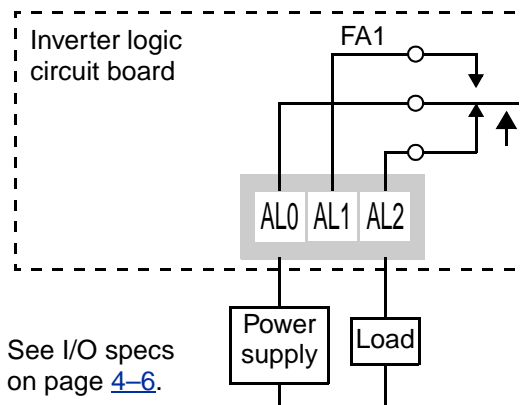 Inverter logic
circuit board
FA1
AL0 AL1 AL2
Power
supply
Load
See I/O specs
on page 4–6.